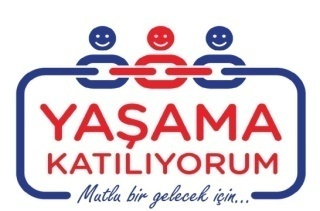 YAŞAMA
KATILIYORUM
Mutlu bir gelecek için...